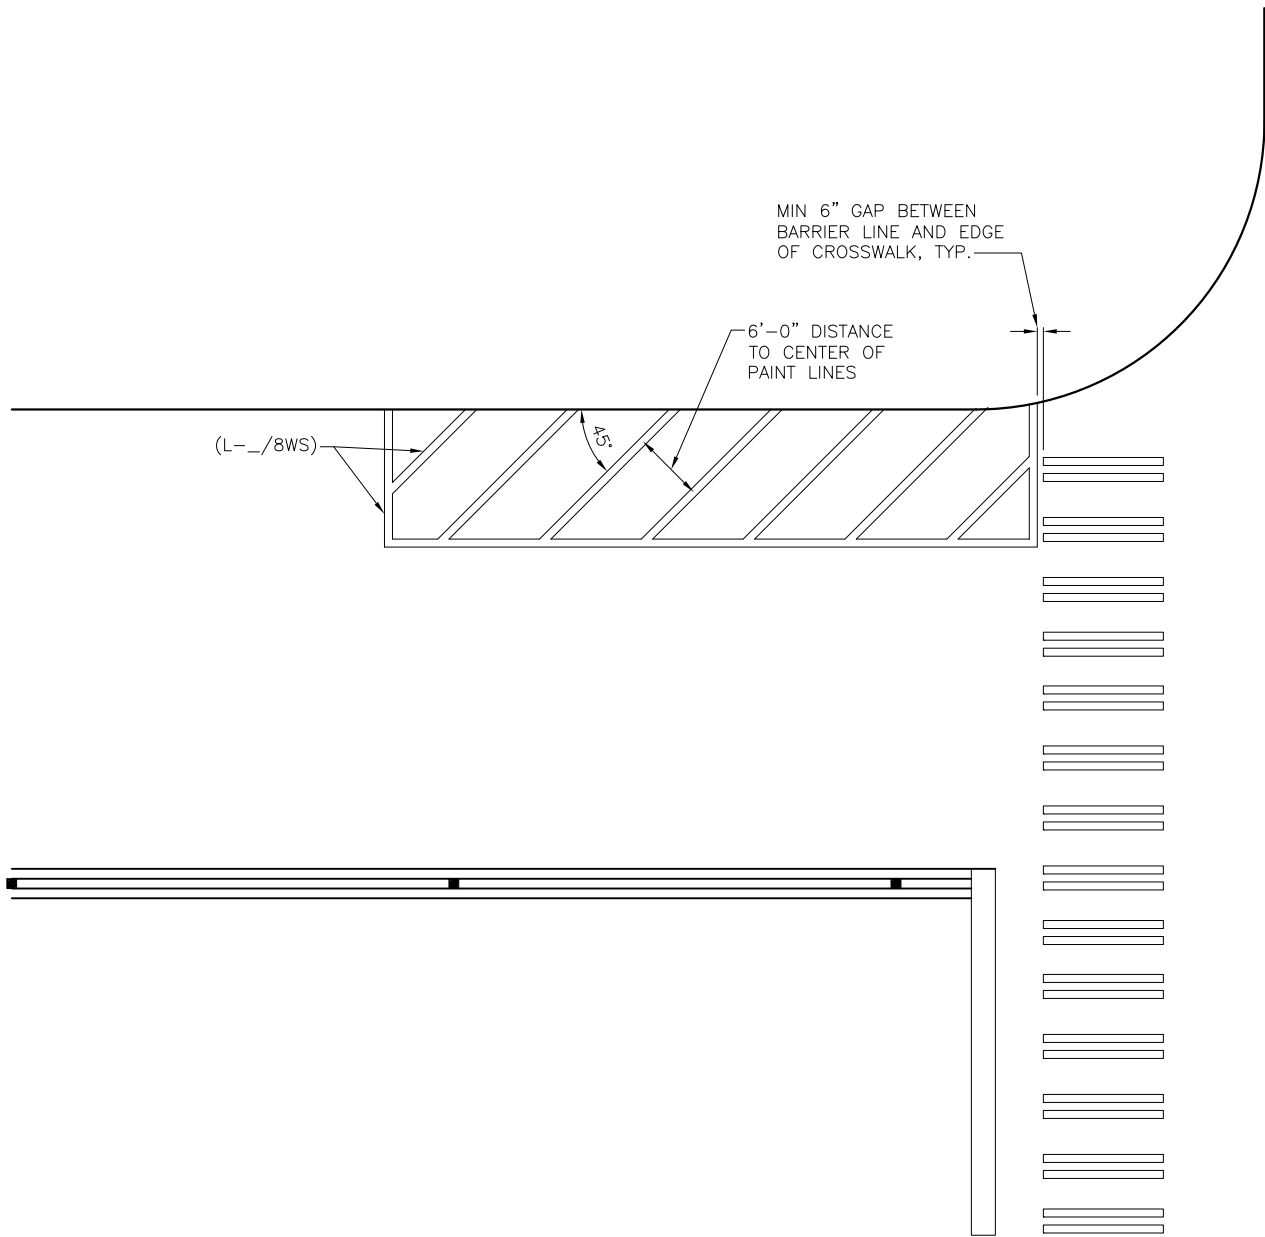 MIN 6" GAP BETWEEN
BARRIER LINE AND EDGE
OF CROSSWALK, TYP.
6'-0" DISTANCE
TO CENTER OF
PAINT LINES
45°
(L-_/8WS)